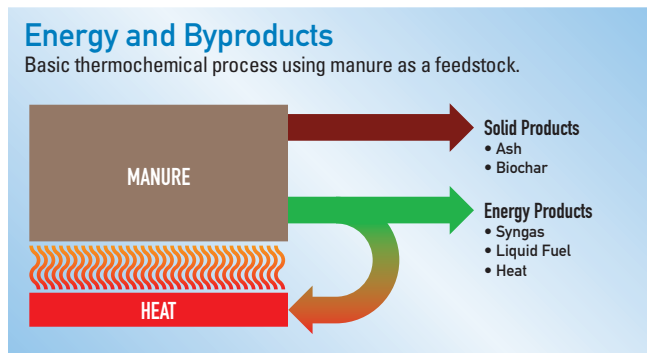 Energy and Byproducts
Basic thermochemical process using manure as a feedstock.
MANURE
HEAT
Solid Products
• Ash
• Biochar
Energy Products
• Syngas
• Liquid Fuel
• Heat